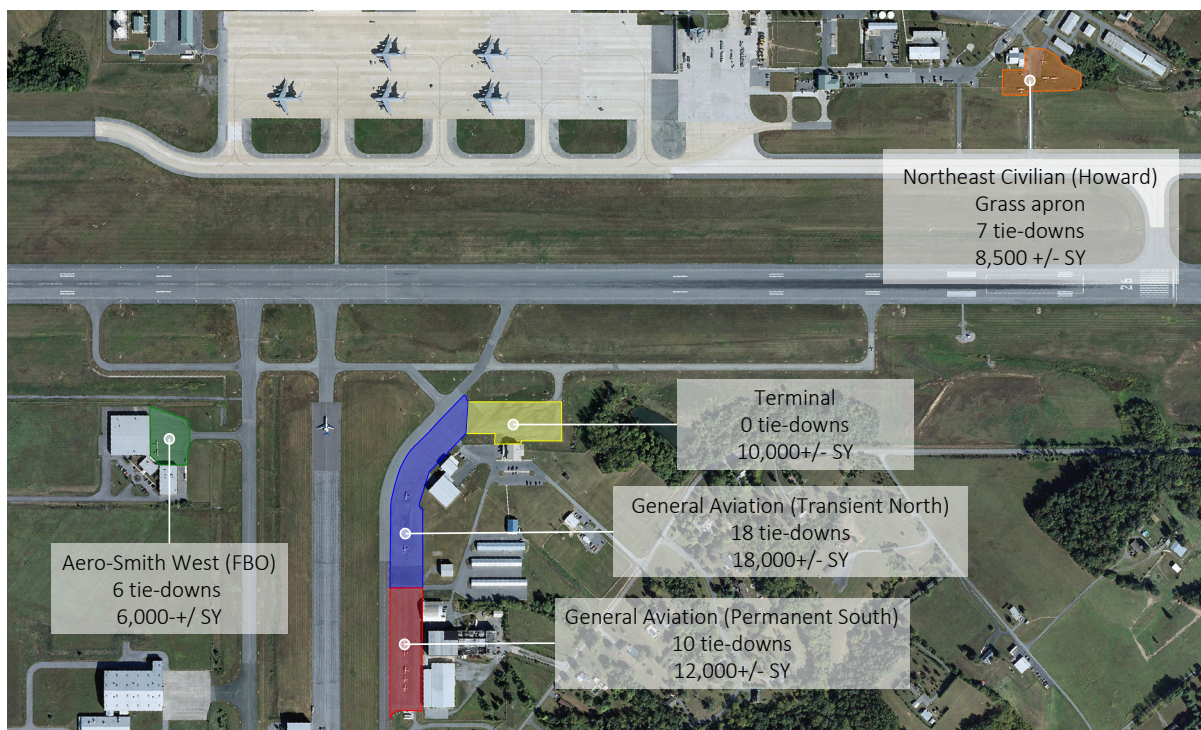 Northeast Civilian (Howard)
Grass apron
7 tie-downs
8,500 +/- SY
26
Terminal
0 tie-downs
10,000+/- SY
General Aviation (Transient North)
18 tie-downs
18,000+/- SY
Aero-Smith West (FBO)
6 tie-downs
6,000-+/ SY
General Aviation (Permanent South)
10 tie-downs
12,000+/- SY